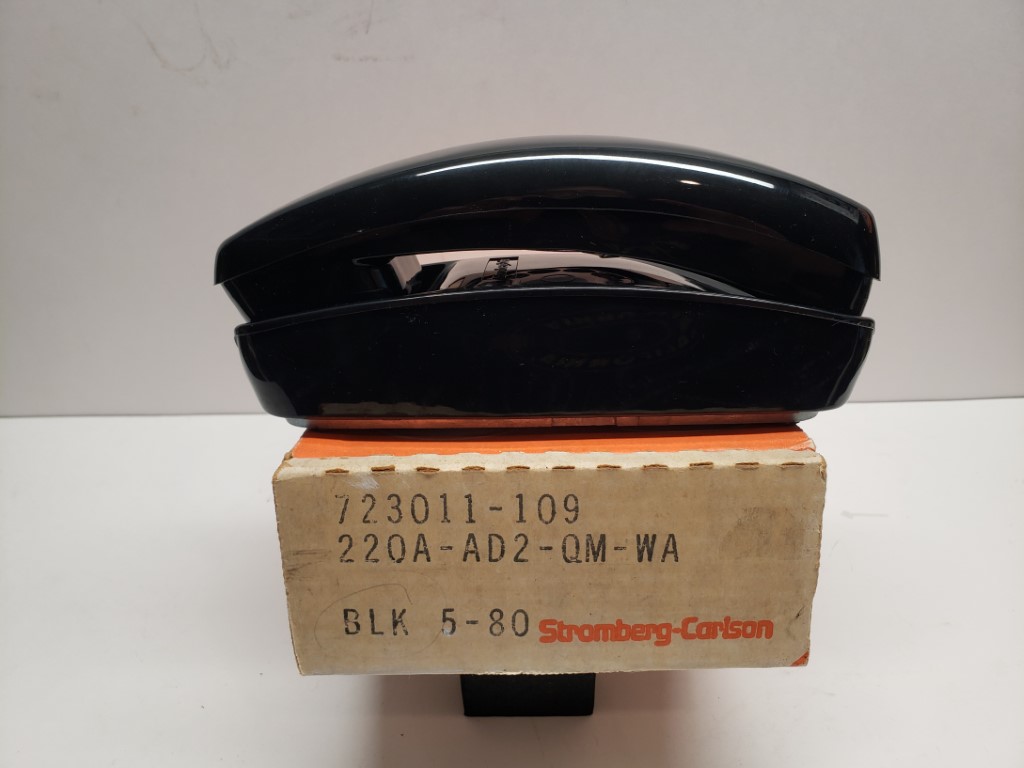 723011-109
220A-AD2-QM-WA
BLK 5-80 Stromberg-Carlson